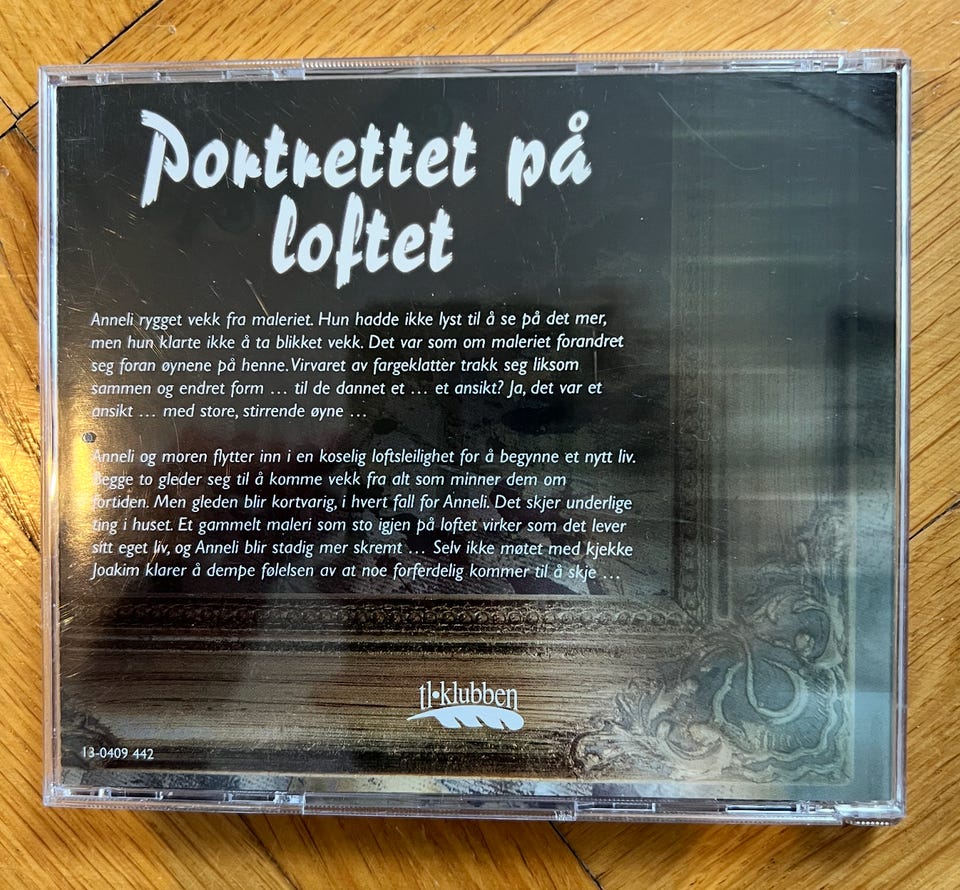 Portrettet på
loftet
Anneli rygget vekk fra maleriet. Hun hadde ikke lyst til å se på det mer,
men hun klarte ikke å ta blikket vekk. Det var som om maleriet forandret
seg foran øynene på henne. Virvaret av fargeklatter trakk seg liksom
sammen og endret form ... til de dannet et ... et ansikt? Ja, det var et
ansikt ... med store, stirrende øyne ...
Anneli og moren flytter inn i en koselig loftsleilighet for å begynne et nytt liv.
Begge to gleder seg til å komme vekk fra alt som minner dem om
fortiden. Men gleden blir kortvarig, i hvert fall for Anneli. Det skjer underlige
ting i huset. Et gammelt maleri som sto igjen på loftet virker som det lever
sitt eget liv, og Anneli blir stadig mer skremt ... Selv ikke møtet med kjekke
Joakim klarer å dempe følelsen av at noe forferdelig kommer til å skje ...
tl•klubben
13-0409 442